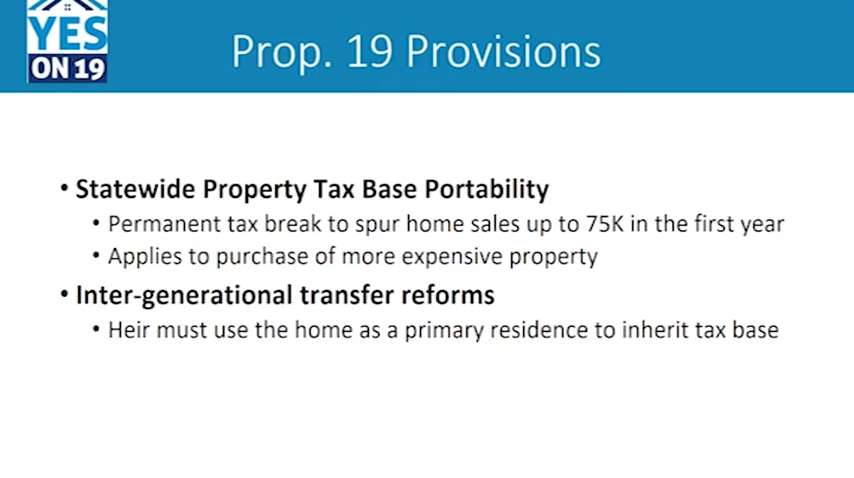 YES
ON 19
Prop. 19 Provisions
• Statewide Property Tax Base Portability
• Permanent tax break to spur home sales up to 75K in the first year
• Applies to purchase of more expensive property
• Inter-generational transfer reforms
• Heir must use the home as a primary residence to inherit tax base